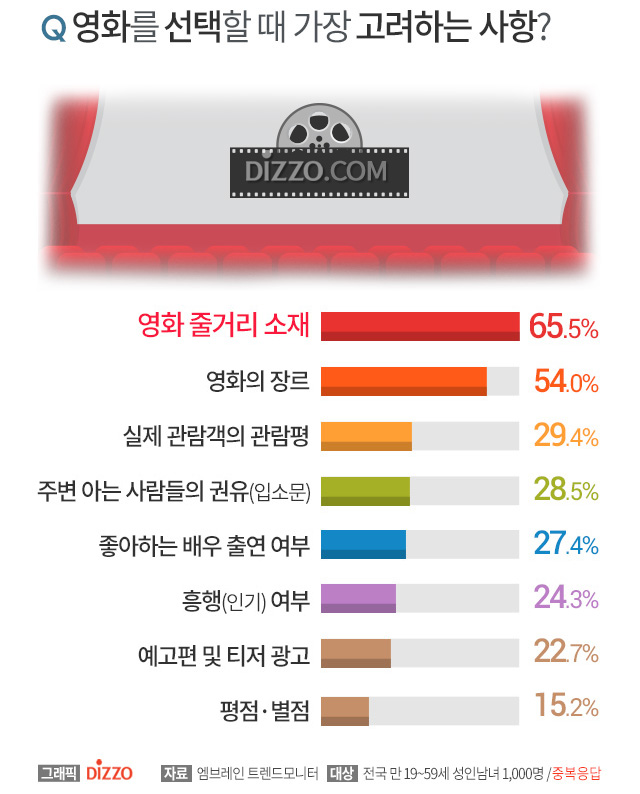 Q 영화를 선택할 때 가장 고려하는 사항?
DIZZO.COM
영화 줄거리 소재 65.5%
영화의 장르 54.0%
실제 관람객의 관람평 29.4%
주변 아는 사람들의 권유(입소문) 28.5%
좋아하는 배우 출연 여부 27.4%
흥행(인기) 여부 24.3%
예고편 및 티저 광고 22.7%
평점·별점 15.2%
그래픽 DIZZO 자료 엠브레인 트렌드모니터 대상 전국 만 19~59세 성인남녀 1,000명 / 중복응답